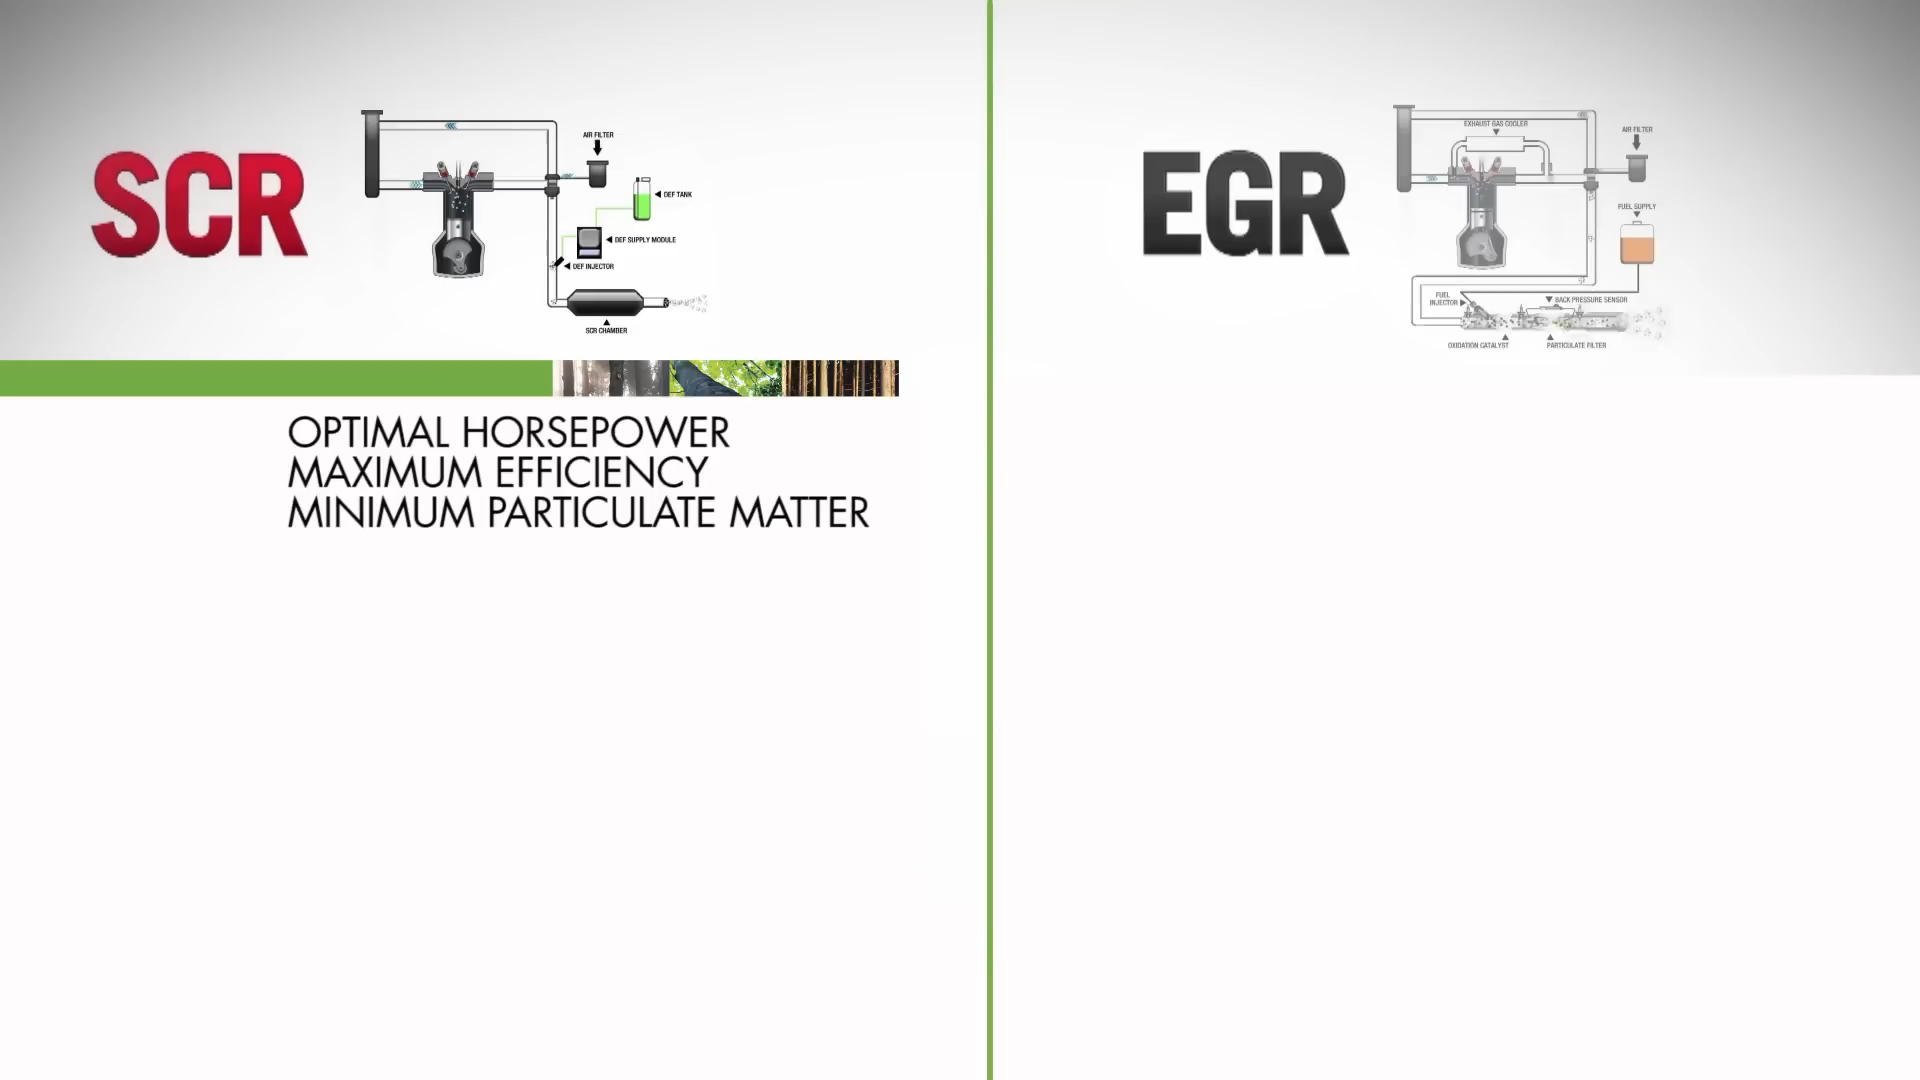 SCR
AIR FILTER
DEF TANK
DEF SUPPLY MODULE
DEF INJECTOR
SCR CHAMBER
OPTIMAL HORSEPOWER
MAXIMUM EFFICIENCY
MINIMUM PARTICULATE MATTER
EGR
EXHAUST GAS COOLER
AIR FILTER
FUEL SUPPLY
FUEL
INJECTOR
BACK PRESSURE SENSOR
OXIDATION CATALYST
PARTICULATE FILTER